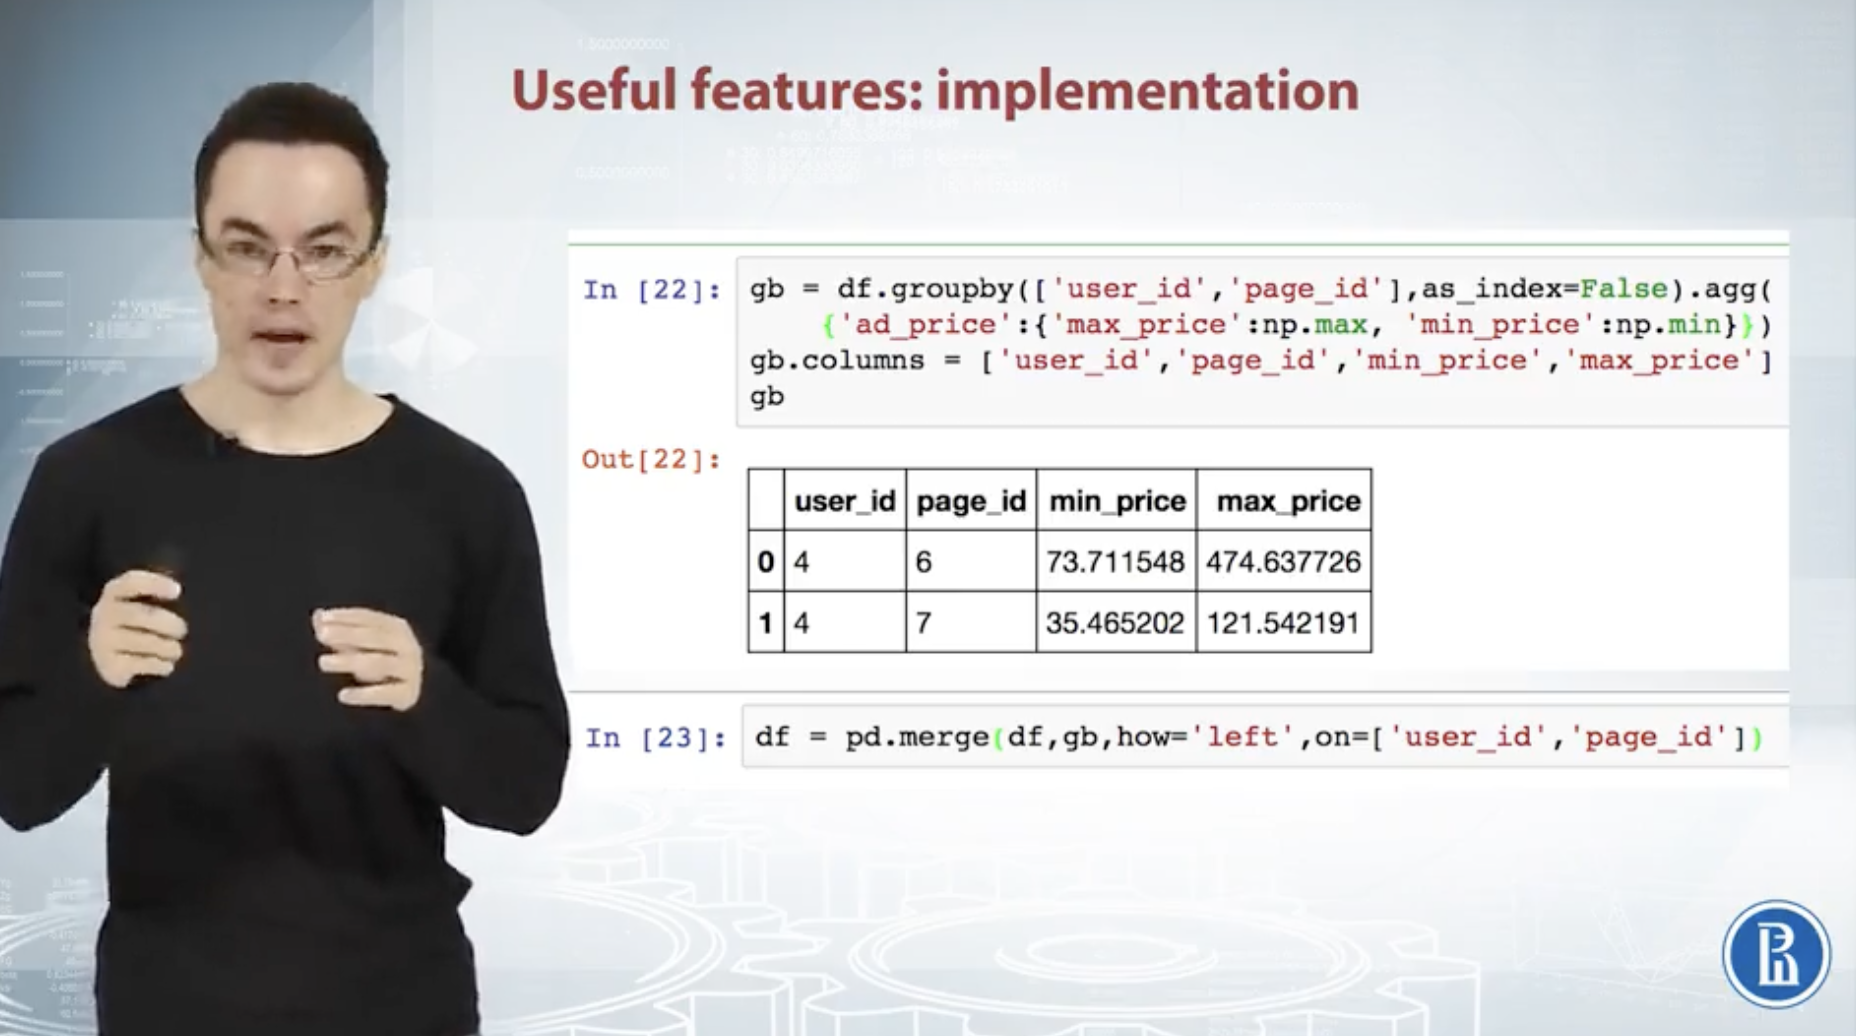 Useful features: implementation
In [22]: gb = df.groupby(['user_id','page_id'],as_index=False).agg(
{'ad_price':{'max_price':np.max, 'min_price':np.min}})
gb.columns = ['user_id','page_id','min_price','max_price']
gb
Out[22]:
user_id page_id min_price max_price
0 4 6 73.711548 474.637726
1 4 7 35.465202 121.542191
In [23]: df = pd.merge(df,gb,how='left',on=['user_id','page_id'])